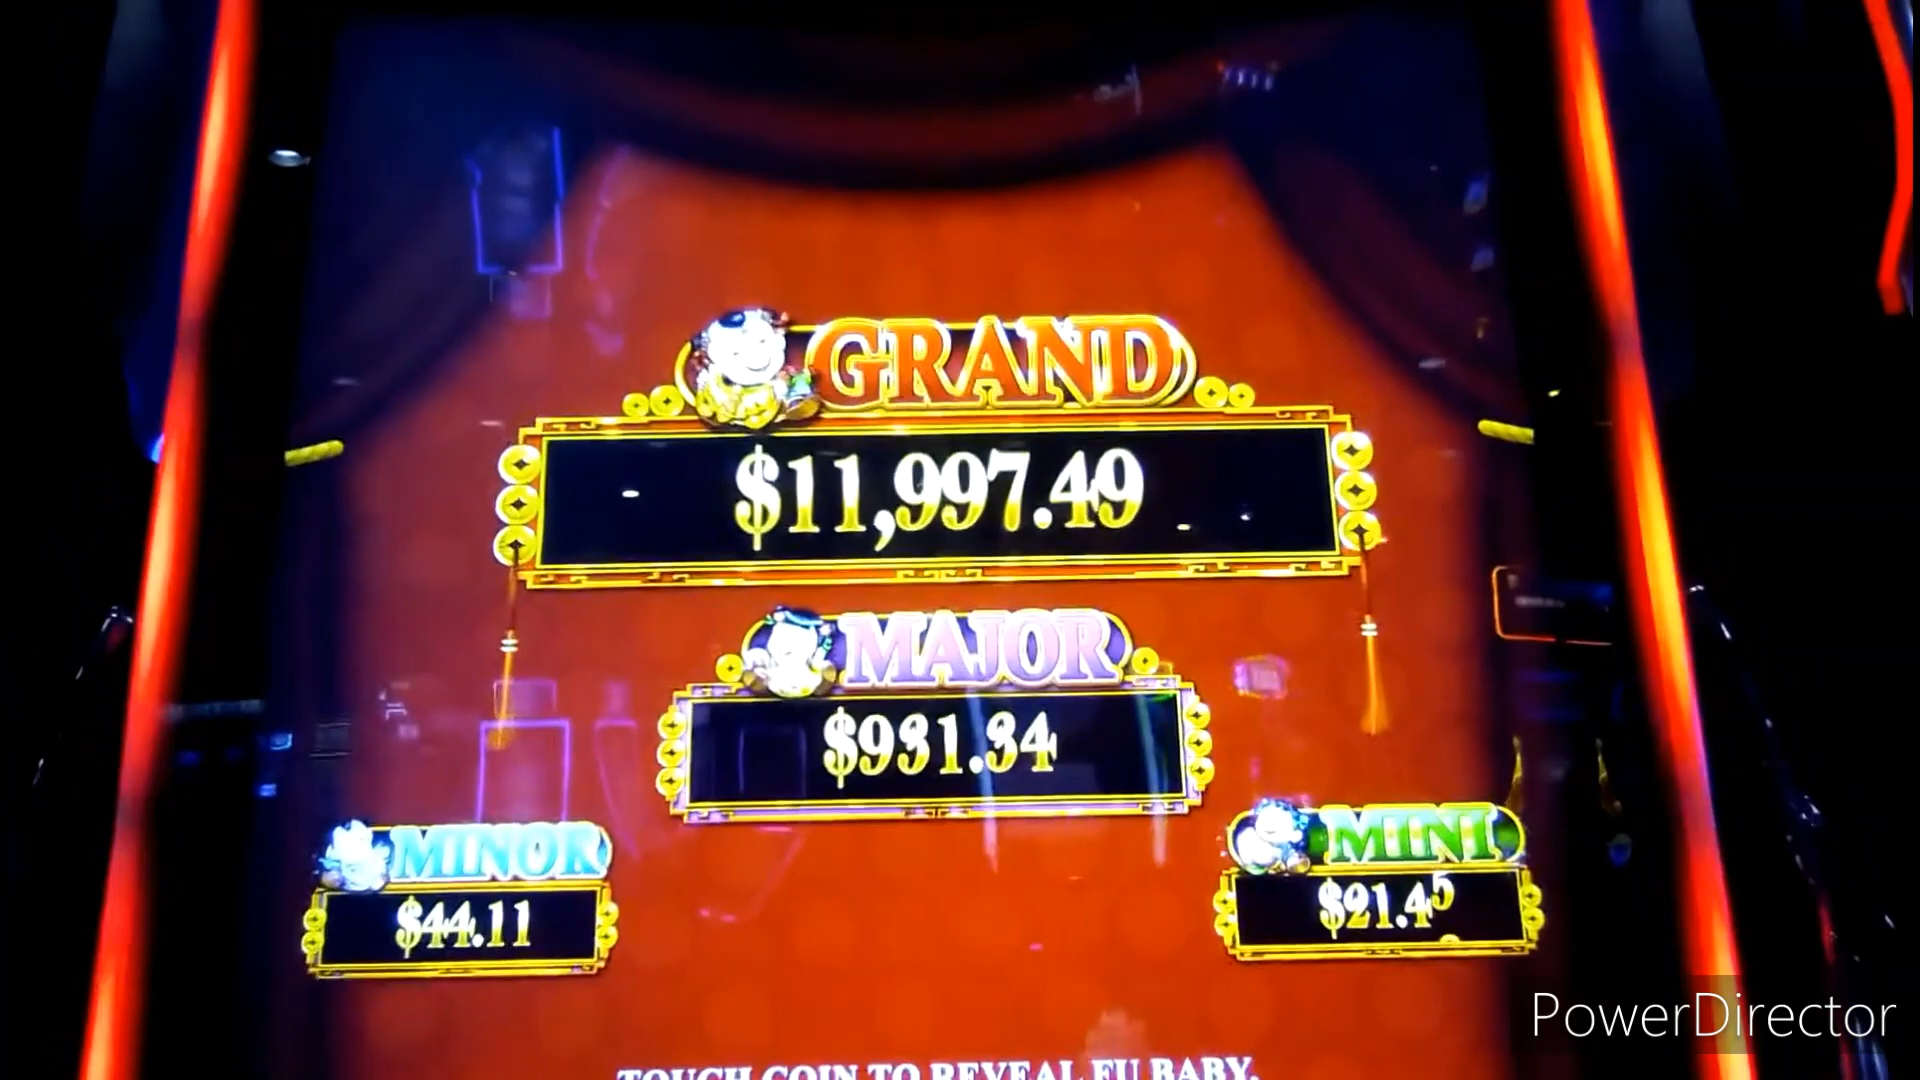 GRAND
$11,997.49
MAJOR
$931.34
MINOR
$44.11
MINI
$21.45
TOUCH COIN TO REVEAL FU BABY.
PowerDirector